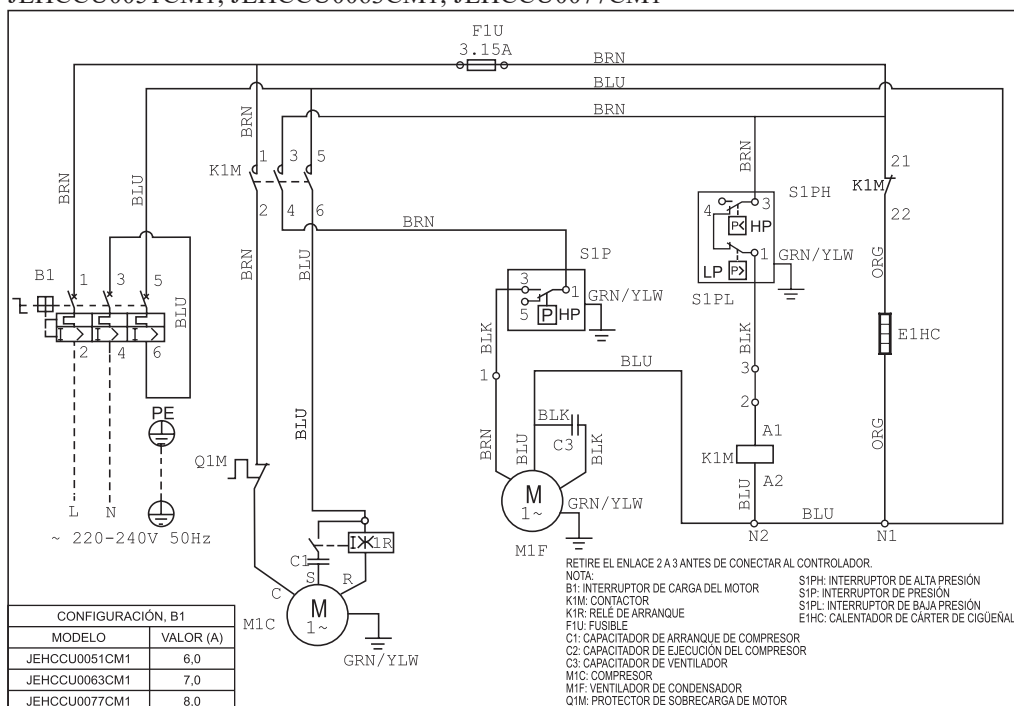 JEHCCU0051CM1, JEHCCU0063CM1, JEHCCU0077CM1
F1U
3.15A
BRN
BLU
BRN
BRN
BRN
BRN
BLU
K1M
1 3 5
2 4 6
BRN
BRN
BLU
B1
1 3 5
BLU
2 4 6
PE
L N
~ 220-240V 50Hz
S1P
3 1
5
P HP
GRN/YLW
BLK
1
BLU
BRN
BLU
BLK
C3
BLK
M
1~
GRN/YLW
M1F
S1PH
4 3
P< HP
1
LP P>
GRN/YLW
S1PL
BLK
3
2
A1
K1M
A2
BLU
N2
BLU
N1
21
K1M
22
ORG
E1HC
ORG
BLU
Q1M
1R
C1
S
R
C
M
1~
M1C
GRN/YLW
CONFIGURACIÓN, B1
MODELO VALOR (A)
JEHCCU0051CM1 6,0
JEHCCU0063CM1 7,0
JEHCCU0077CM1 8,0
RETIRE EL ENLACE 2 A 3 ANTES DE CONECTAR AL CONTROLADOR.
NOTA:
B1: INTERRUPTOR DE CARGA DEL MOTOR
K1M: CONTACTOR
K1R: RELÉ DE ARRANQUE
F1U: FUSIBLE
C1: CAPACITADOR DE ARRANQUE DE COMPRESOR
C2: CAPACITADOR DE EJECUCIÓN DEL COMPRESOR
C3: CAPACITADOR DE VENTILADOR
M1C: COMPRESOR
M1F: VENTILADOR DE CONDENSADOR
Q1M: PROTECTOR DE SOBRECARGA DE MOTOR
S1PH: INTERRUPTOR DE ALTA PRESIÓN
S1P: INTERRUPTOR DE PRESIÓN
S1PL: INTERRUPTOR DE BAJA PRESIÓN
E1HC: CALENTADOR DE CÁRTER DE CIGÜEÑAL